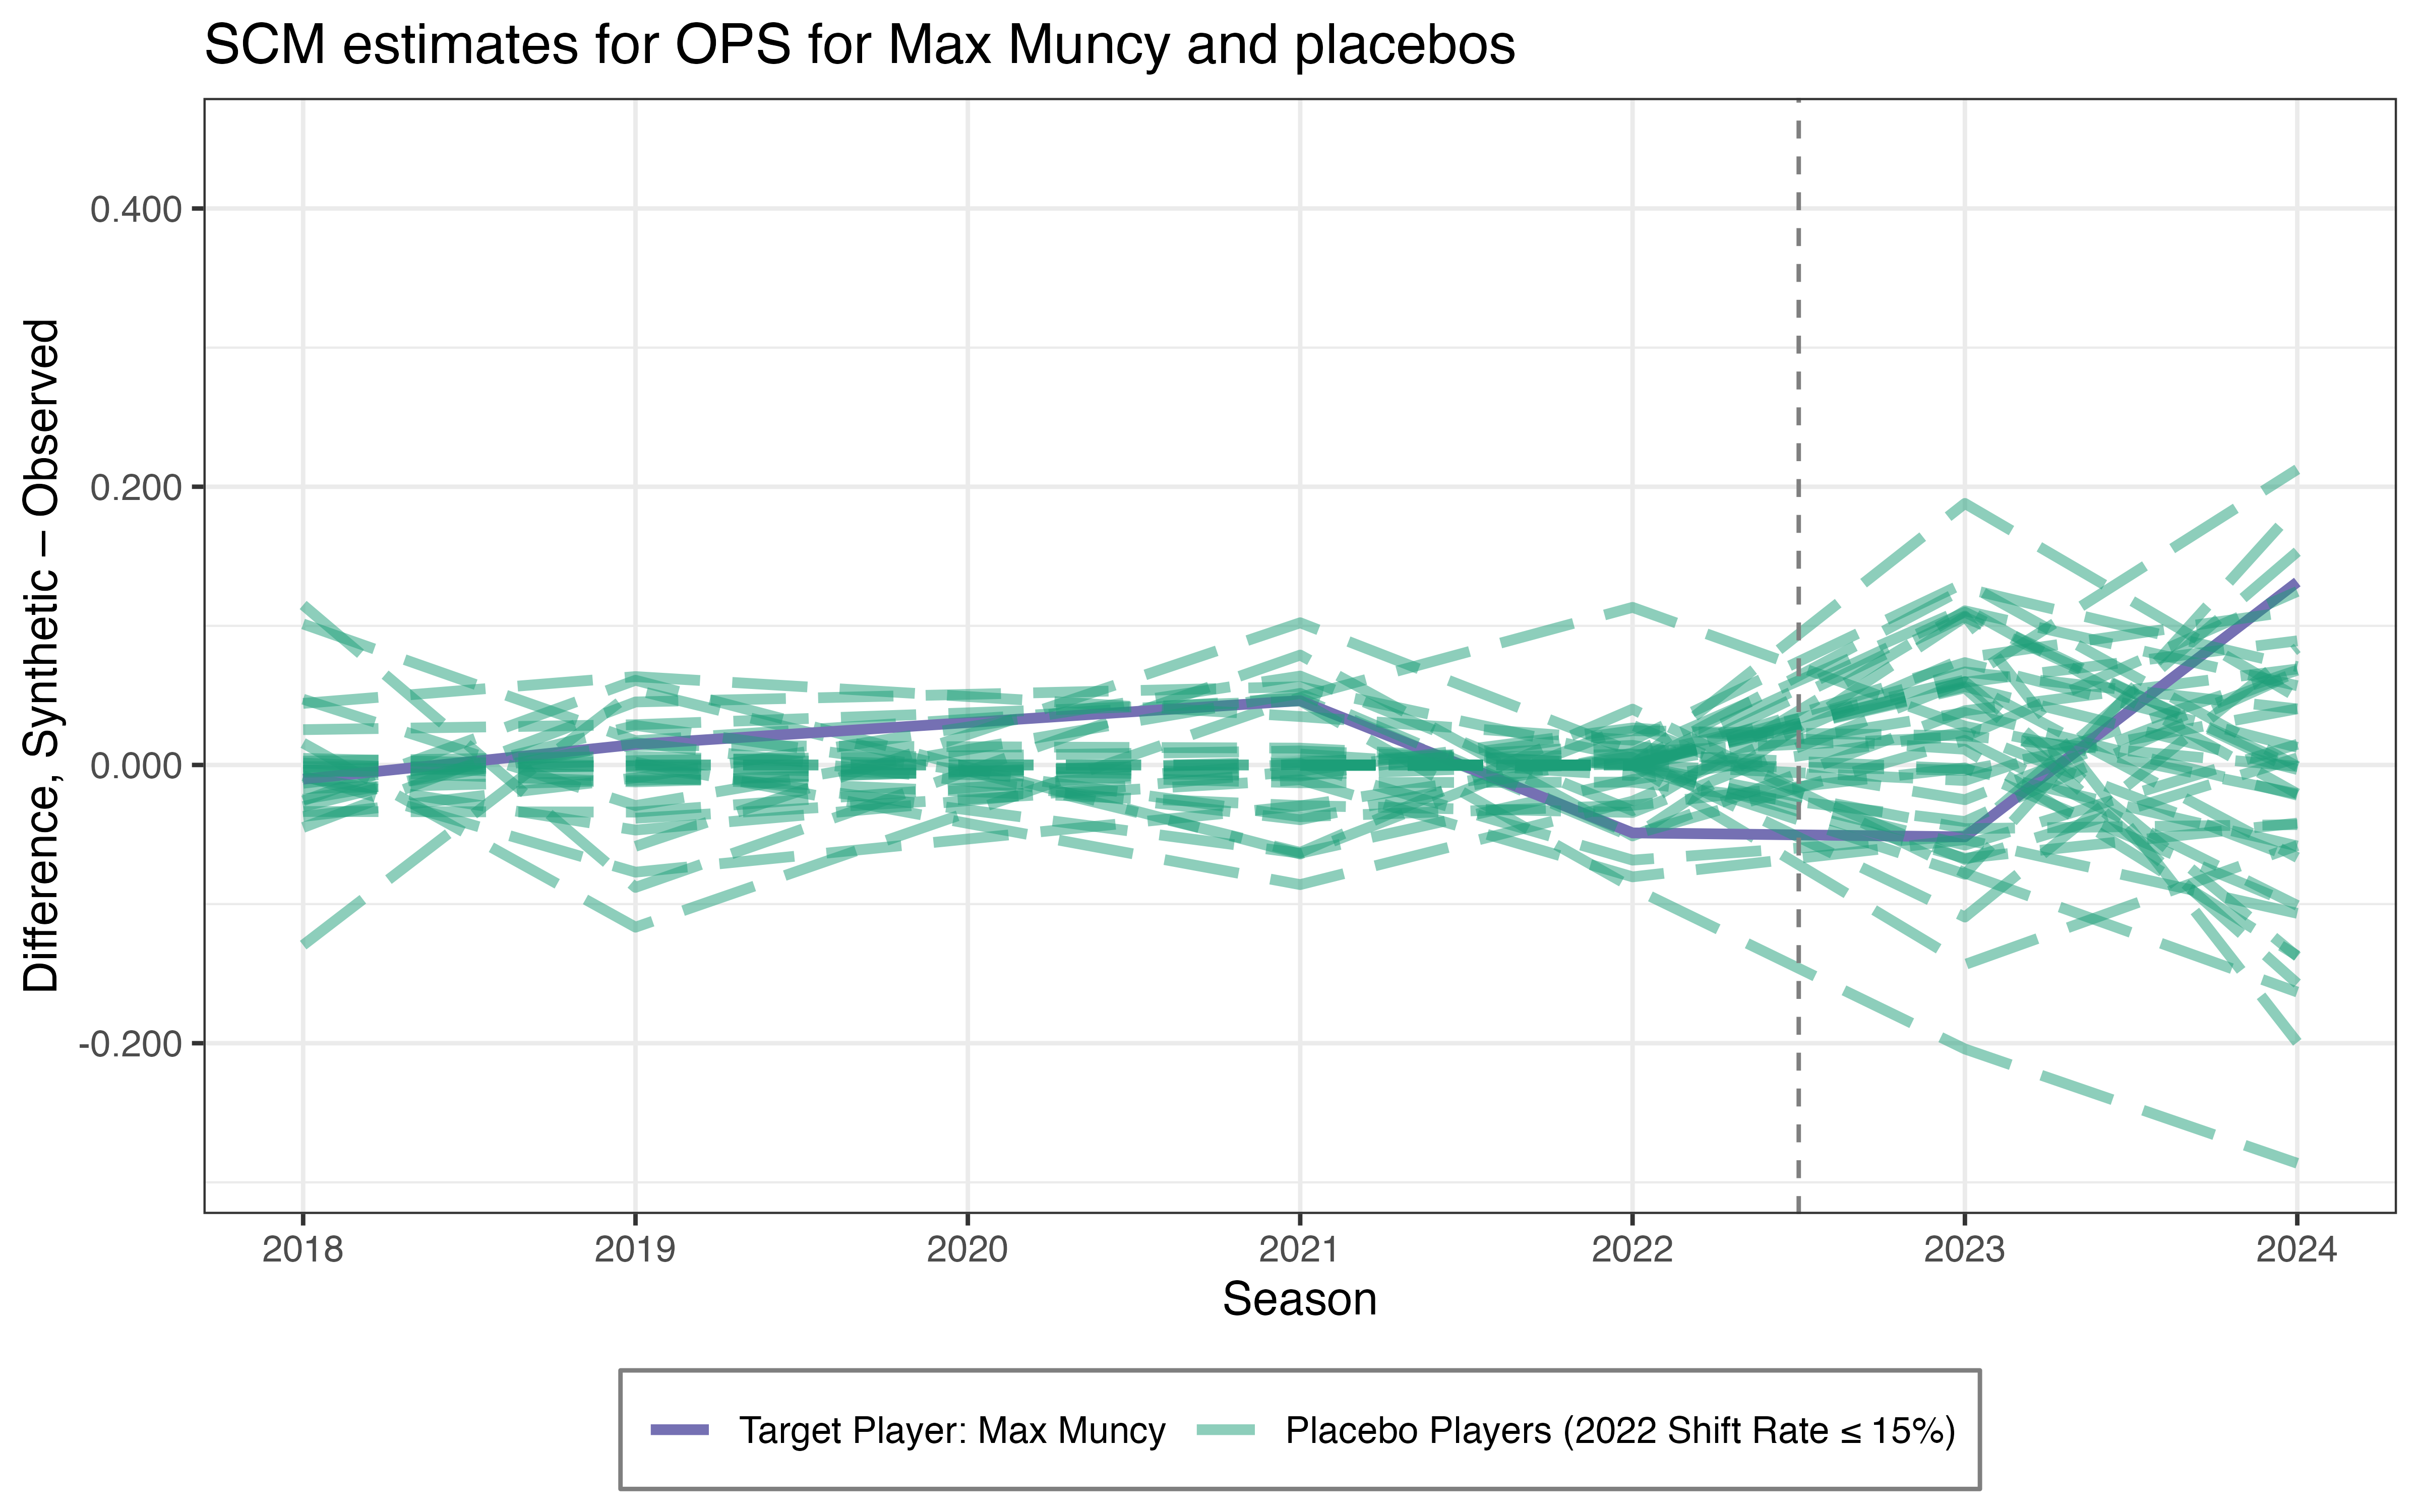 SCM estimates for OPS for Max Muncy and placebos
Difference, Synthetic − Observed
0.400
0.200
0.000
-0.200
2018 2019 2020 2021 2022 2023 2024
Season
Target Player: Max Muncy Placebo Players (2022 Shift Rate ≤ 15%)